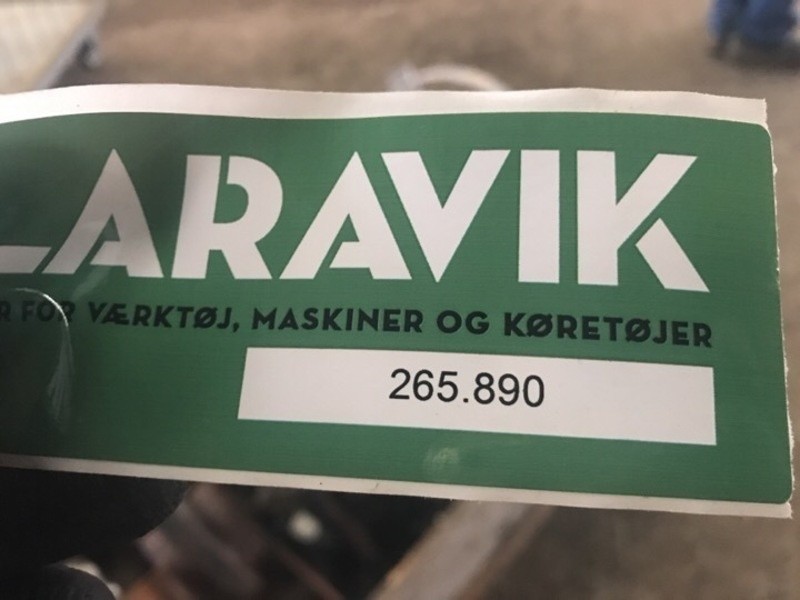 LARAVIK
R FOR VÆRKTØJ, MASKINER OG KØRETØJER
265.890